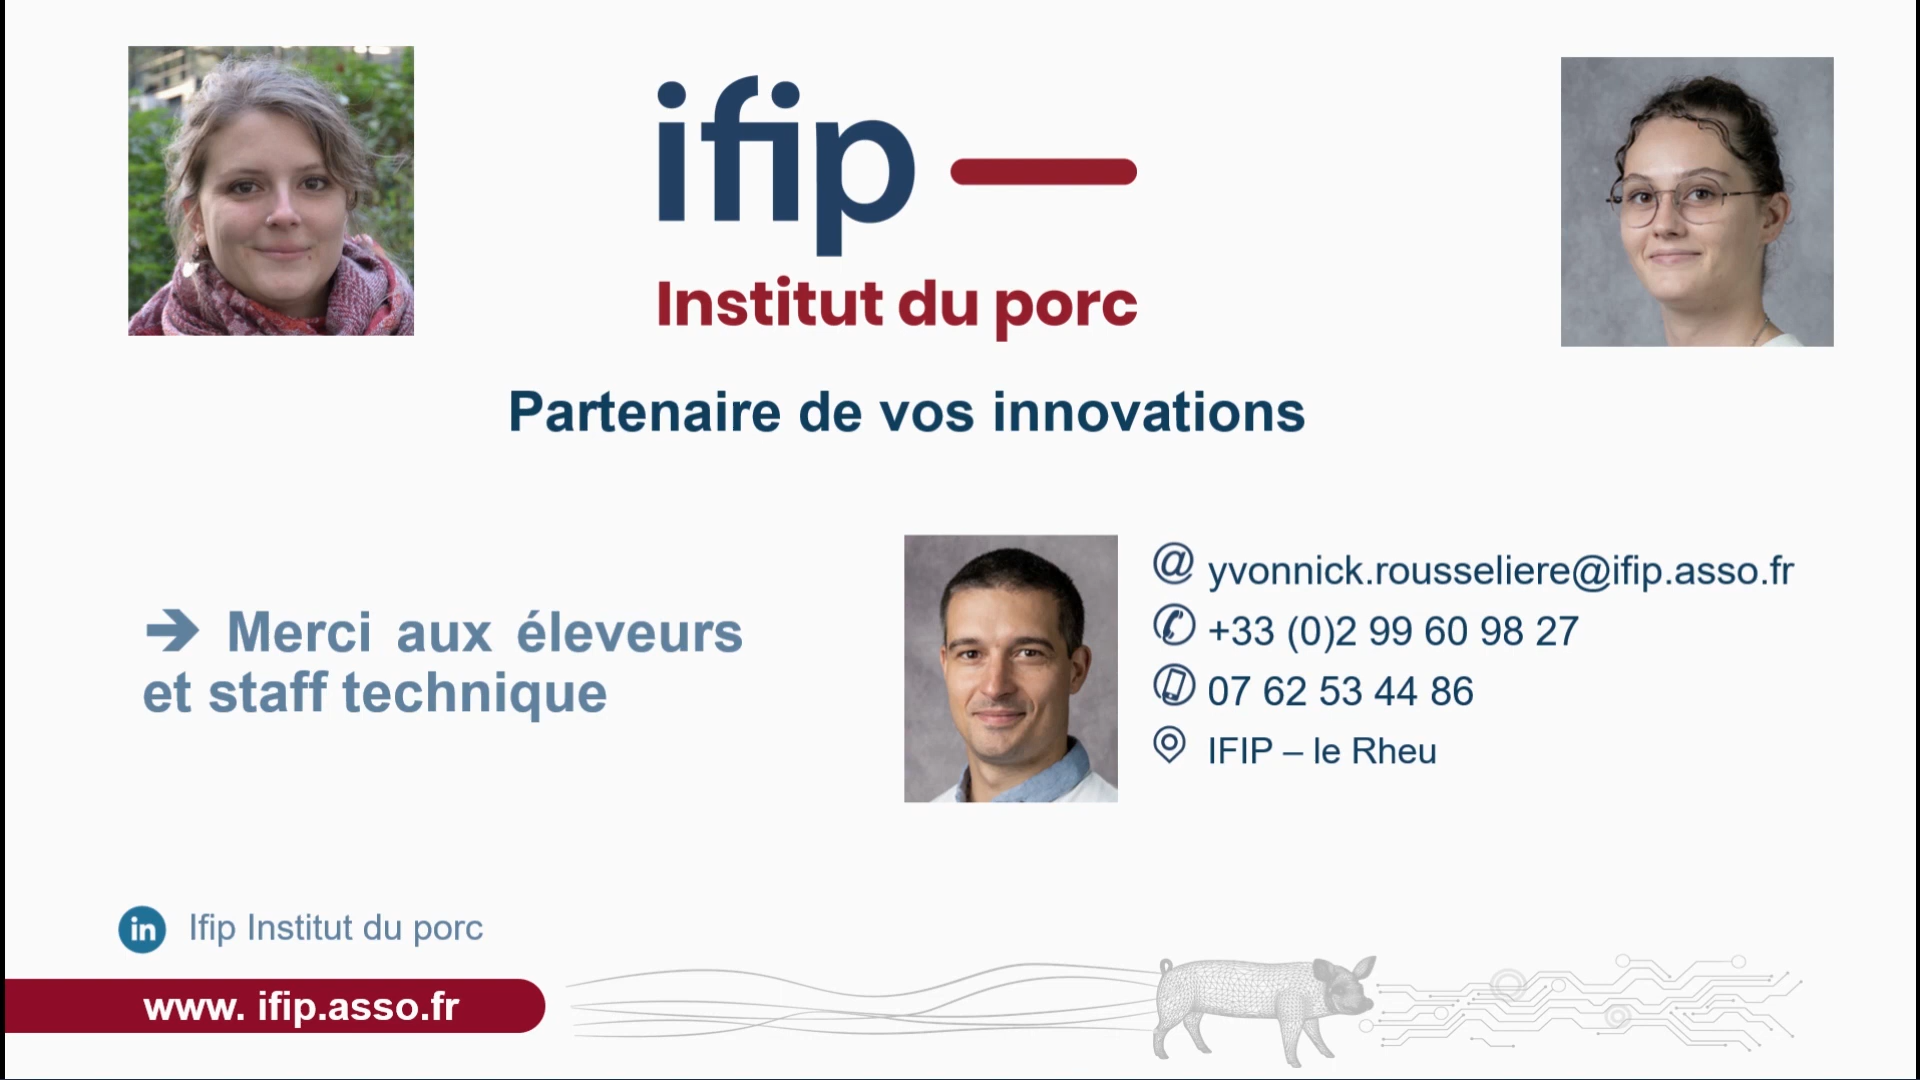 ifip
Institut du porc
Partenaire de vos innovations
➔ Merci aux éleveurs
et staff technique
@ yvonnick.rousseliere@ifip.asso.fr
+33 (0)2 99 60 98 27
07 62 53 44 86
IFIP – le Rheu
in Ifip Institut du porc
www. ifip.asso.fr